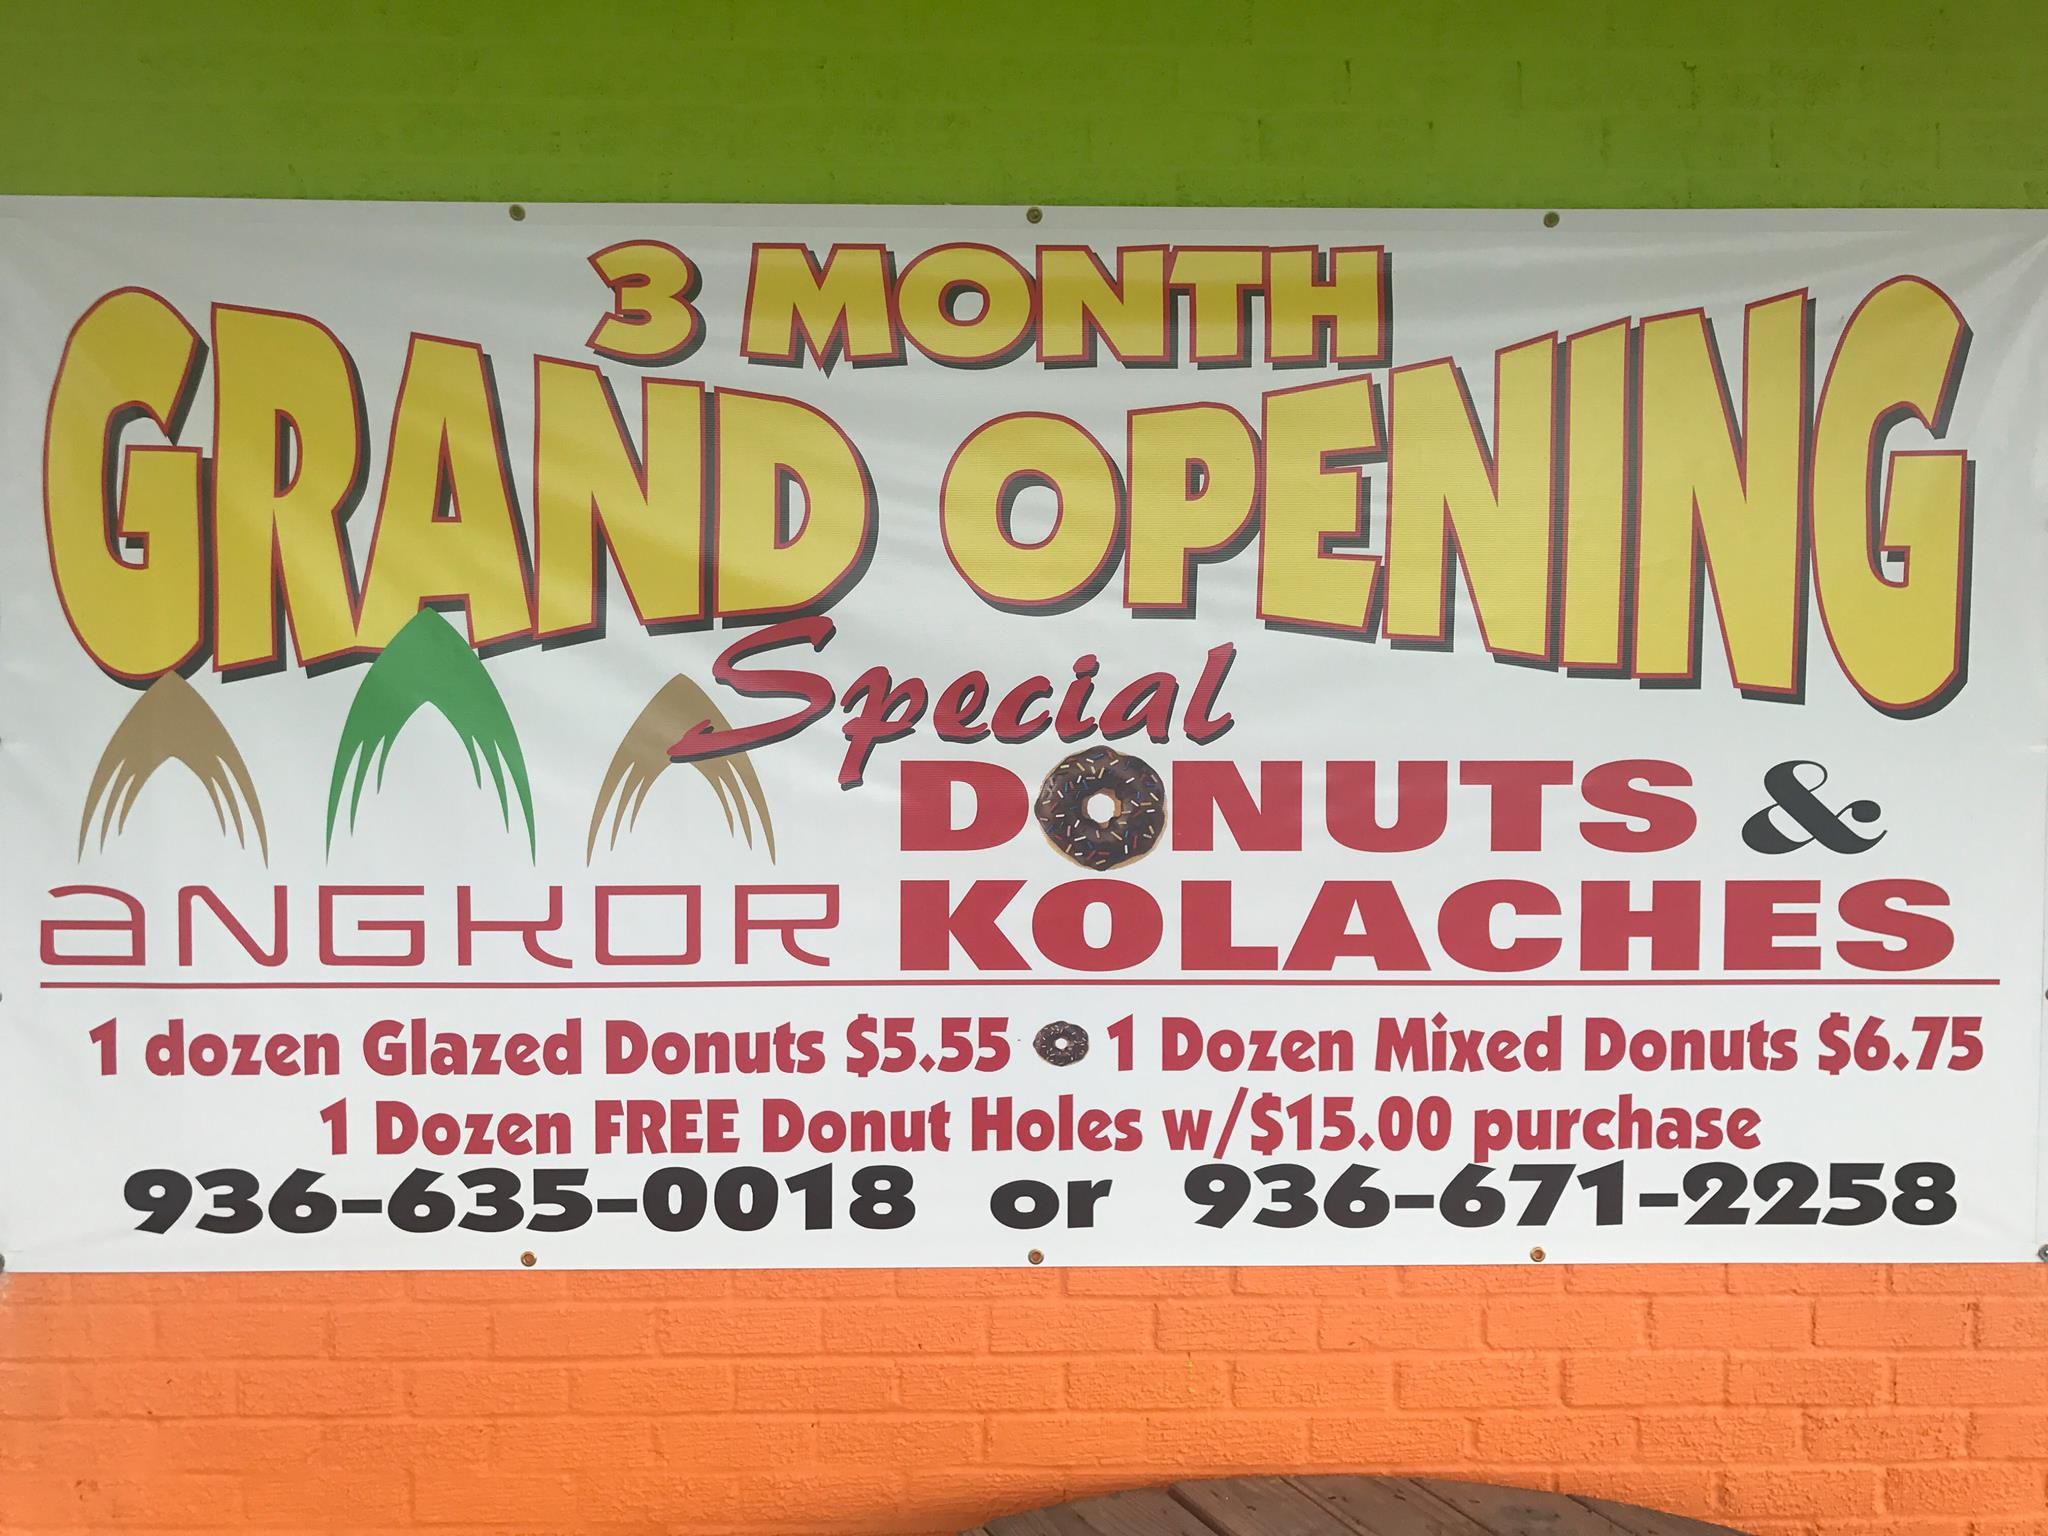 3 MONTH
GRAND OPENING
Special
DONUTS &
ANGKOR KOLACHES
1 dozen Glazed Donuts $5.55 1 Dozen Mixed Donuts $6.75
1 Dozen FREE Donut Holes w/$15.00 purchase
936-635-0018 or 936-671-2258